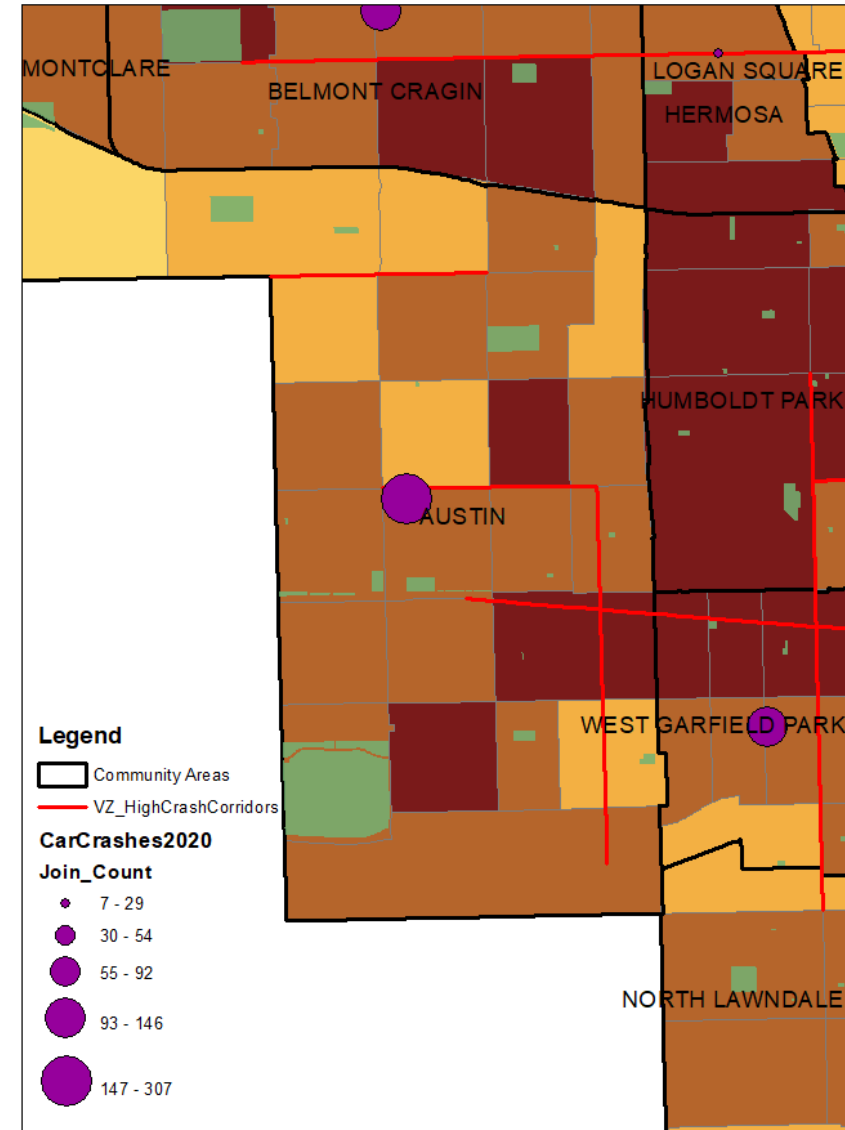 MONTCLARE
BELMONT CRAGIN
LOGAN SQUARE
HERMOSA
HUMBOLDT PARK
AUSTIN
WEST GARFIELD PARK
NORTH LAWNDALE
Legend
Community Areas
VZ_HighCrashCorridors
CarCrashes2020
Join_Count
7 - 29
30 - 54
55 - 92
93 - 146
147 - 307